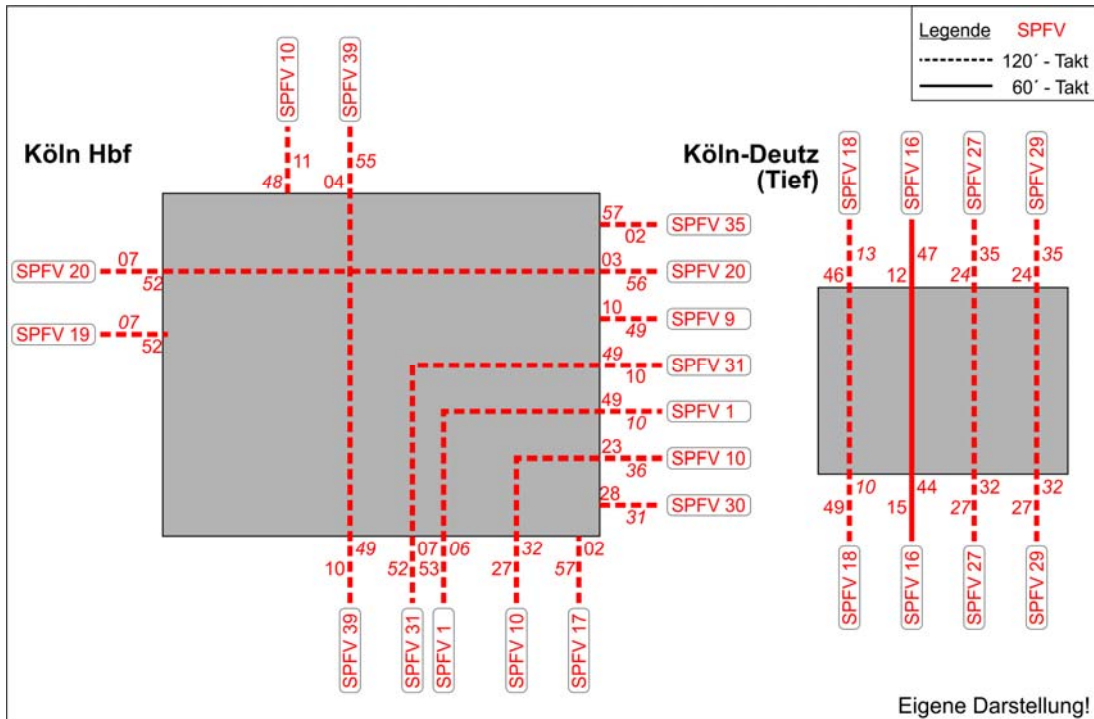 Legende SPFV
120´ - Takt
60´ - Takt
Köln Hbf
SPFV 10
SPFV 39
11
48
55
04
57
02
SPFV 35
SPFV 20
07
52
03
56
SPFV 20
SPFV 19
07
52
10
49
SPFV 9
49
10
SPFV 31
49
10
SPFV 1
23
36
SPFV 10
28
31
SPFV 30
49
10
07
52
06
53
32
27
02
57
SPFV 39
SPFV 31
SPFV 1
SPFV 10
SPFV 17
Köln-Deutz
(Tief)
SPFV 18
SPFV 16
SPFV 27
SPFV 29
13
46
47
12
35
24
35
24
10
49
44
15
32
27
32
27
SPFV 18
SPFV 16
SPFV 27
SPFV 29
Eigene Darstellung!